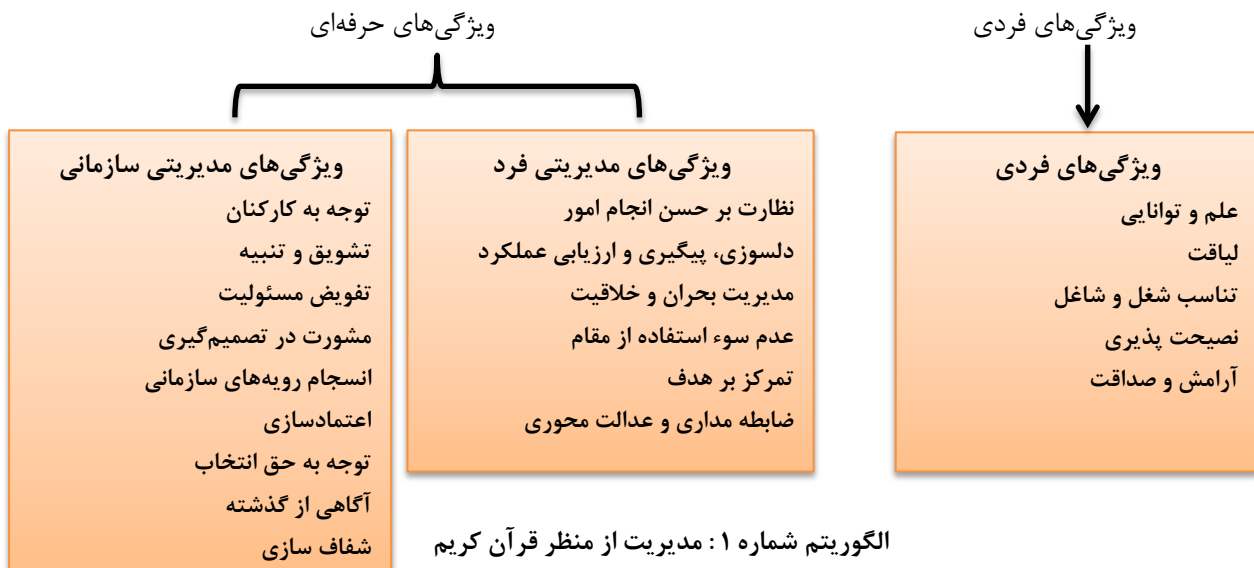 ویژگی‌های فردی
ویژگی‌های حرفه‌ای
ویژگی‌های فردی
علم و توانایی
لیاقت
تناسب شغل و شاغل
نصیحت پذیری
آرامش و صداقت
ویژگی‌های مدیریتی فرد
نظارت بر حسن انجام امور
دلسوزی، پیگیری و ارزیابی عملکرد
مدیریت بحران و خلاقیت
عدم سوء استفاده از مقام
تمرکز بر هدف
ضابطه مداری و عدالت محوری
ویژگی‌های مدیریتی سازمانی
توجه به کارکنان
تشویق و تنبیه
تفویض مسئولیت
مشورت در تصمیم‌گیری
انسجام رویه‌های سازمانی
اعتمادسازی
توجه به حق انتخاب
آگاهی از گذشته
شفاف سازی
الگوریتم شماره ۱: مدیریت از منظر قرآن کریم